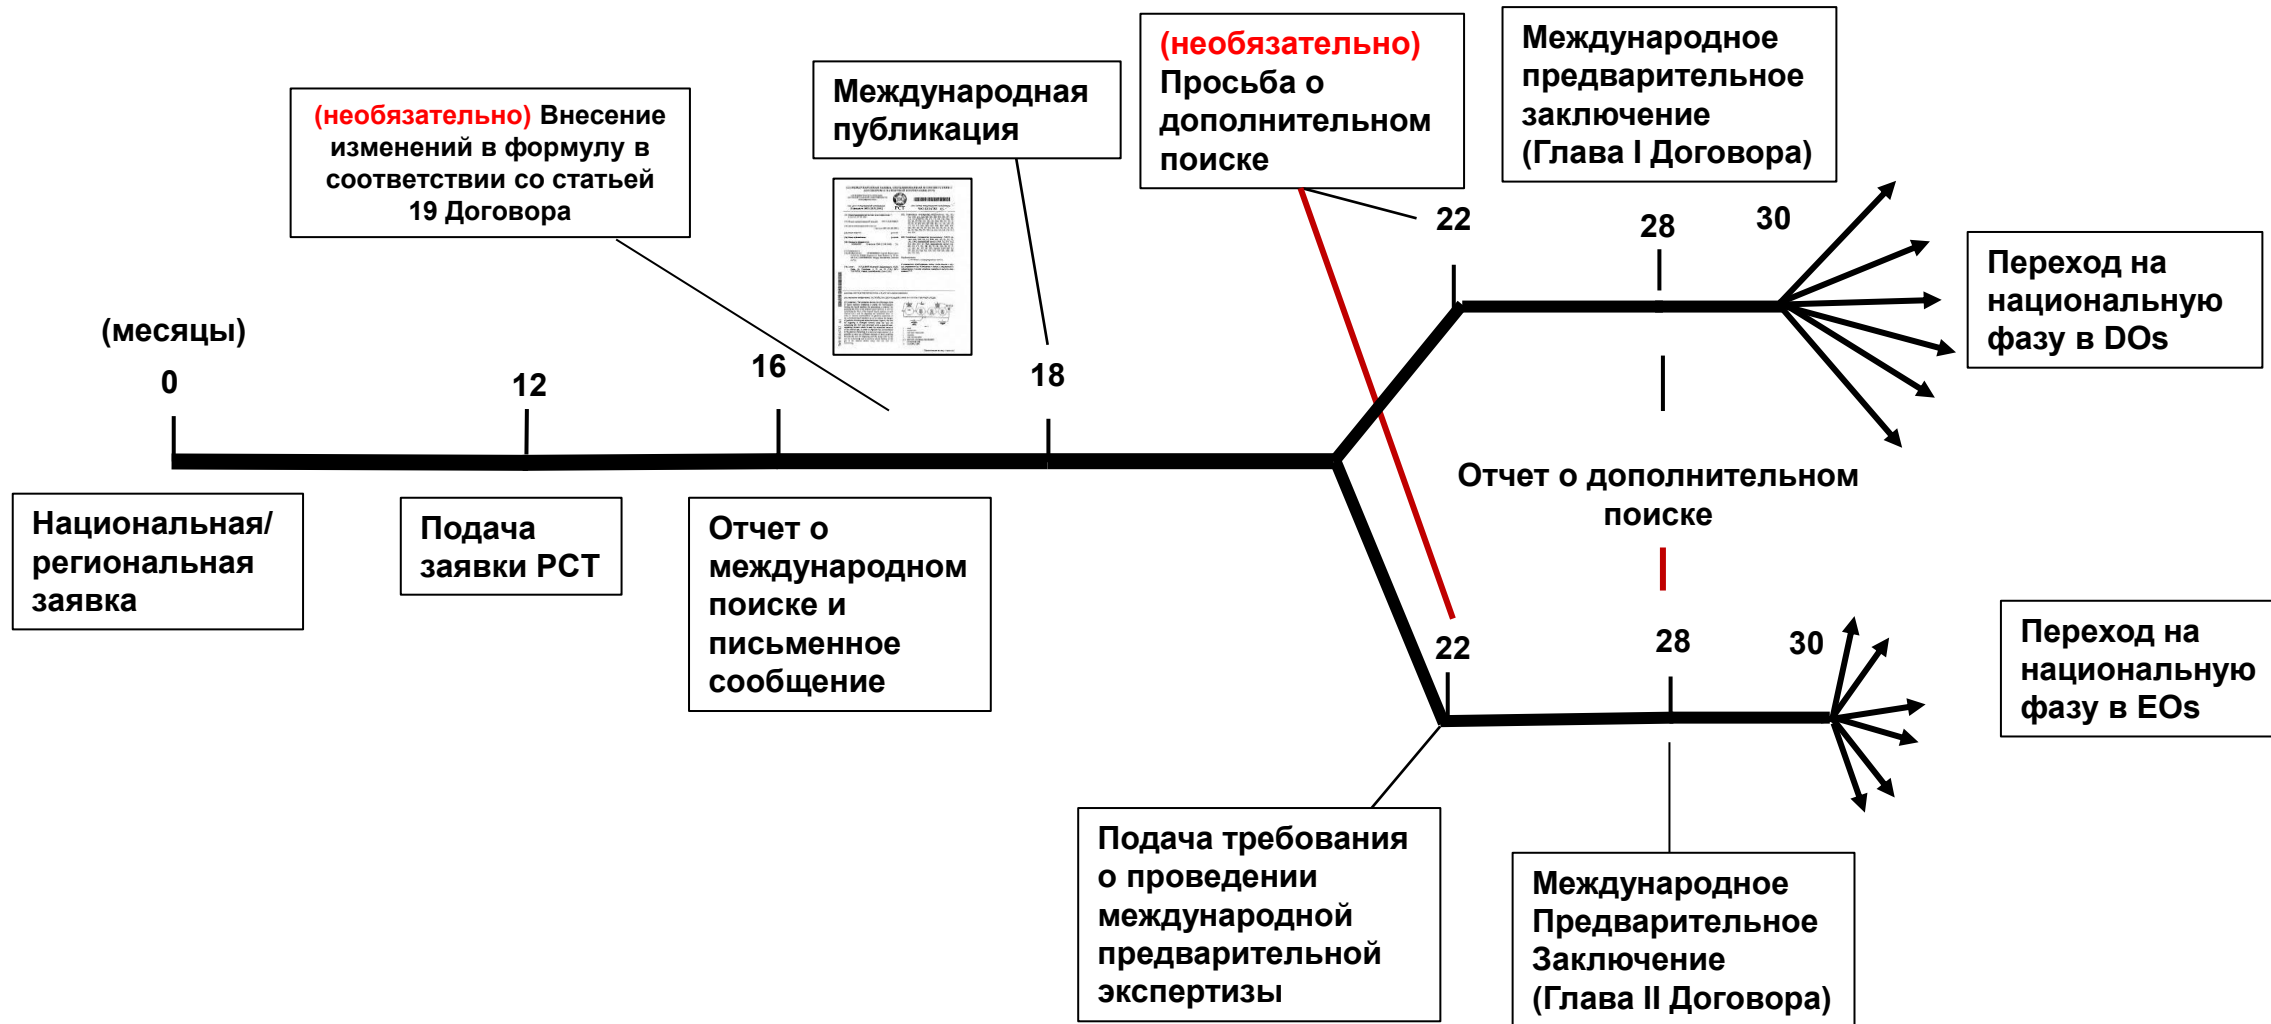 (необязательно) Внесение
изменений в формулу в
соответствии со статьей
19 Договора
Международная
публикация
(необязательно)
Просьба о
дополнительном
поиске
Международное
предварительное
заключение
(Глава I Договора)
22
28
30
Переход на
национальную
фазу в DOs
(месяцы)
0
12
16
18
PCT
Национальная/
региональная
заявка
Подача
заявки PCT
Отчет о
международном
поиске и
письменное
сообщение
Отчет о дополнительном
поиске
22
28
30
Переход на
национальную
фазу в EOs
Подача требования
о проведении
международной
предварительной
экспертизы
Международное
Предварительное
Заключение
(Глава II Договора)